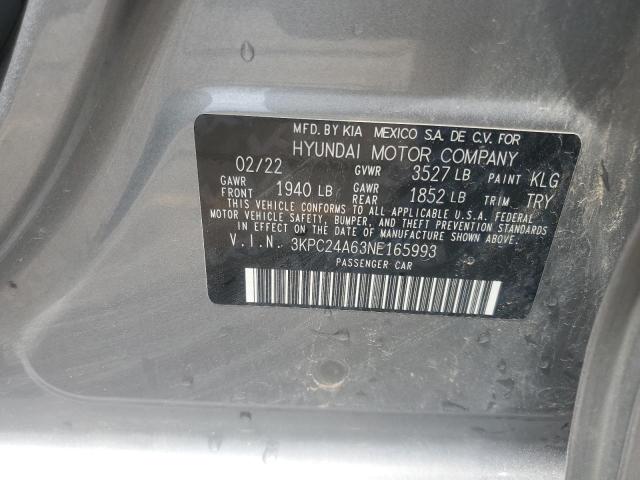 MFD. BY KIA MEXICO S.A. DE C.V. FOR
HYUNDAI MOTOR COMPANY
02/22 GVWR 3527 LB PAINT KLG
GAWR FRONT 1940 LB GAWR REAR 1852 LB TRIM TRY
THIS VEHICLE CONFORMS TO ALL APPLICABLE U.S.A. FEDERAL
MOTOR VEHICLE SAFETY, BUMPER, AND THEFT PREVENTION STANDARDS
IN EFFECT ON THE DATE OF MANUFACTURE SHOWN ABOVE.
V.I.N. 3KPC24A63NE165993
PASSENGER CAR